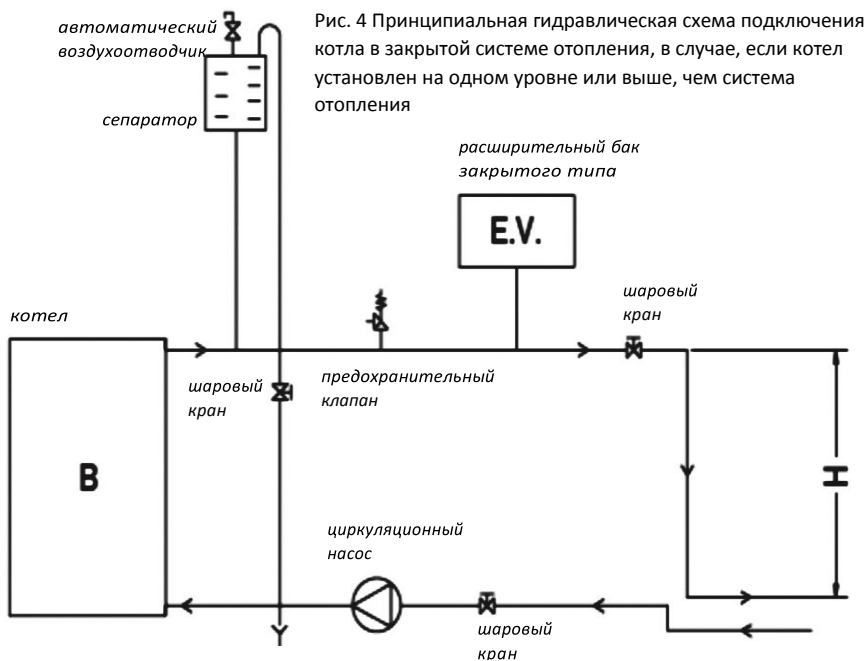 Рис. 4 Принципиальная гидравлическая схема подключения
котла в закрытой системе отопления, в случае, если котел
установлен на одном уровне или выше, чем система
отопления
автоматический
воздухоотводчик
сепаратор
расширительный бак
закрытого типа
E.V.
шаровый
кран
котел
шаровый
кран
предохранительный
клапан
B
H
циркуляционный
насос
шаровый
кран